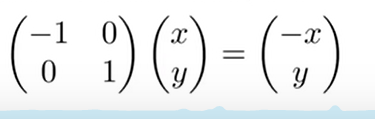 \begin{pmatrix} -1 & 0 \\ 0 & 1 \end{pmatrix} \begin{pmatrix} x \\ y \end{pmatrix} = \begin{pmatrix} -x \\ y \end{pmatrix}